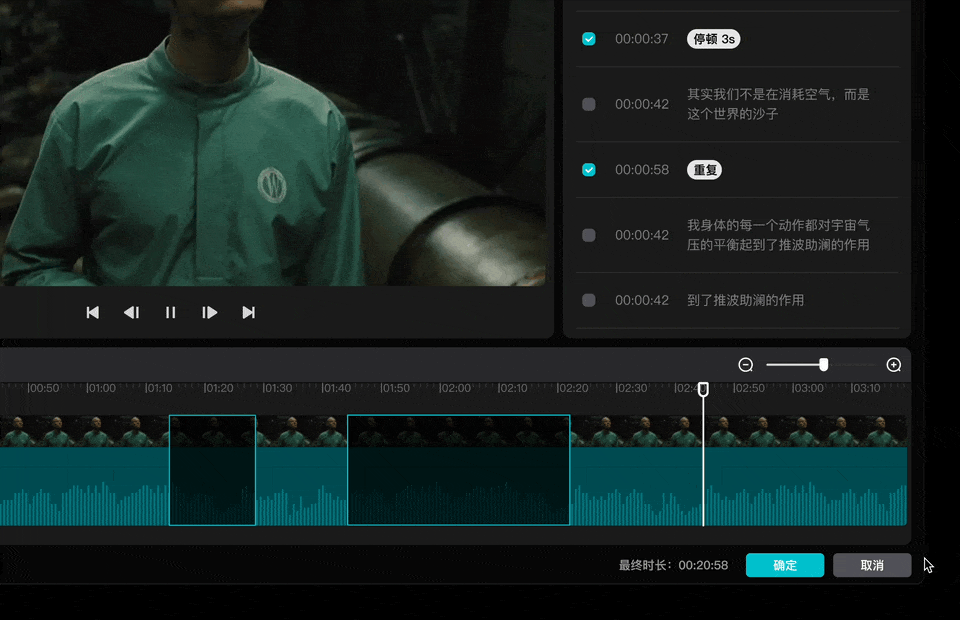 00:00:37 停顿 3s
00:00:42 其实我们不是在消耗空气，而是
这个世界的沙子
00:00:58 重复
00:00:42 我身体的每一个动作都对宇宙气
压的平衡起到了推波助澜的作用
00:00:42 到了推波助澜的作用
00:50 01:00 01:10 01:20 01:30 01:40 01:50 02:00 02:10 02:20 02:30 02:50 03:00 03:10
最终时长：00:20:58 确定 取消